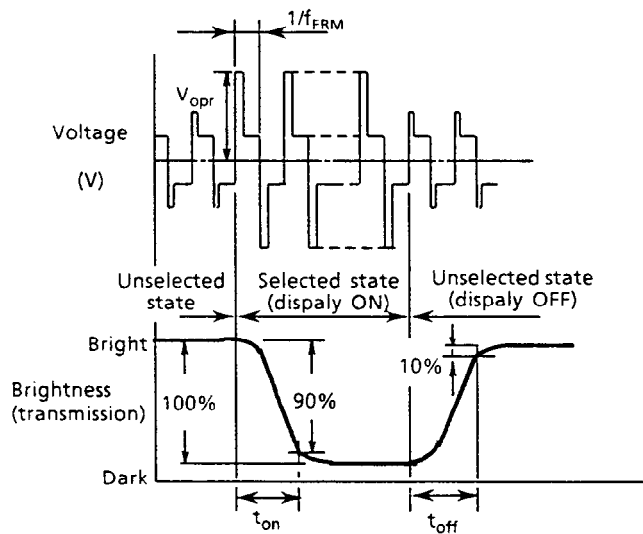 1/fFRM
Vopr
Voltage
(V)
Unselected state
Selected state
(dispaly ON)
Unselected state
(dispaly OFF)
Bright
Brightness
(transmission)
100%
90%
10%
Dark
ton
toff